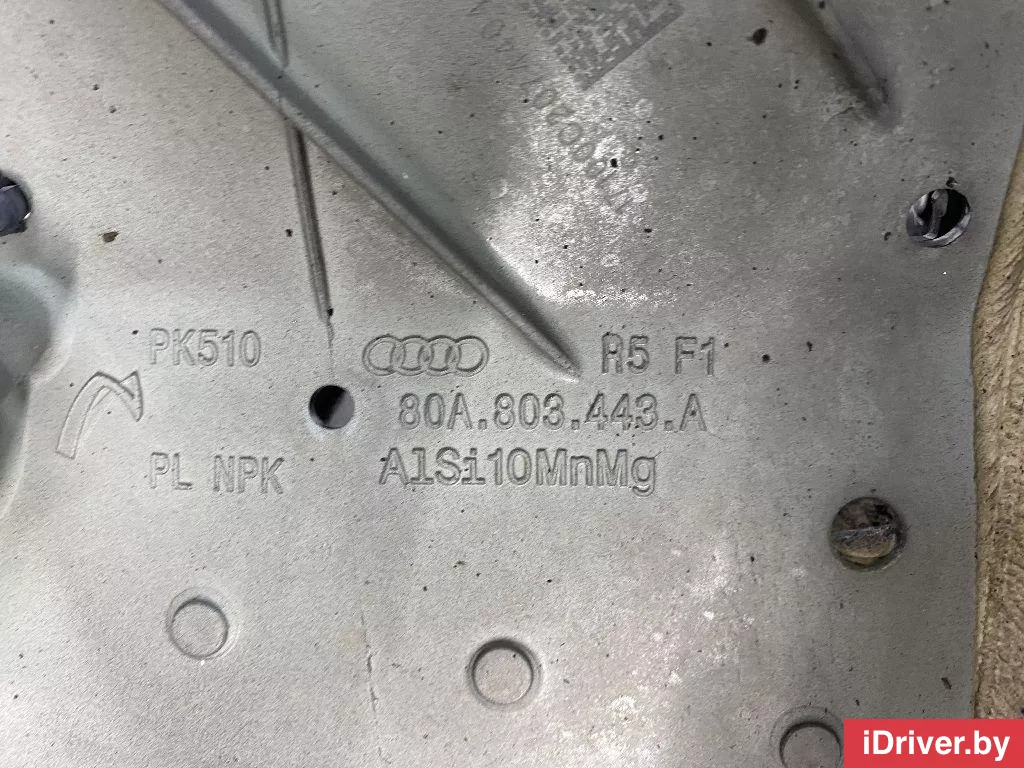 PK510
R5 F1
80A.803.443.A
PL NPK
AlSi10MnMg
iDriver.by